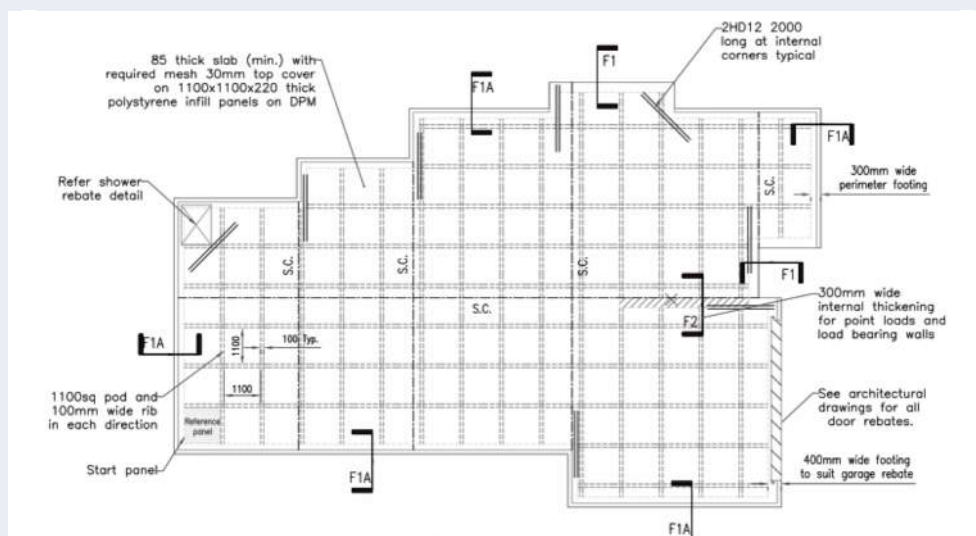 85 thick slab (min.) with
required mesh 30mm top cover
on 1100x1100x220 thick
polystyrene infill panels on DPM
F1A
F1
2HD12 2000
long at internal
corners typical
F1A
300mm wide
perimeter footing
Refer shower
rebate detail
S.C.
S.C.
S.C.
S.C.
S.C.
F1
F2
300mm wide
internal thickening
for point loads and
load bearing walls
F1A
1100
100 Typ.
1100
1100sq pod and
100mm wide rib
in each direction
Reference
panel
Start panel
F1A
See architectural
drawings for all
door rebates.
400mm wide footing
to suit garage rebate
F1A